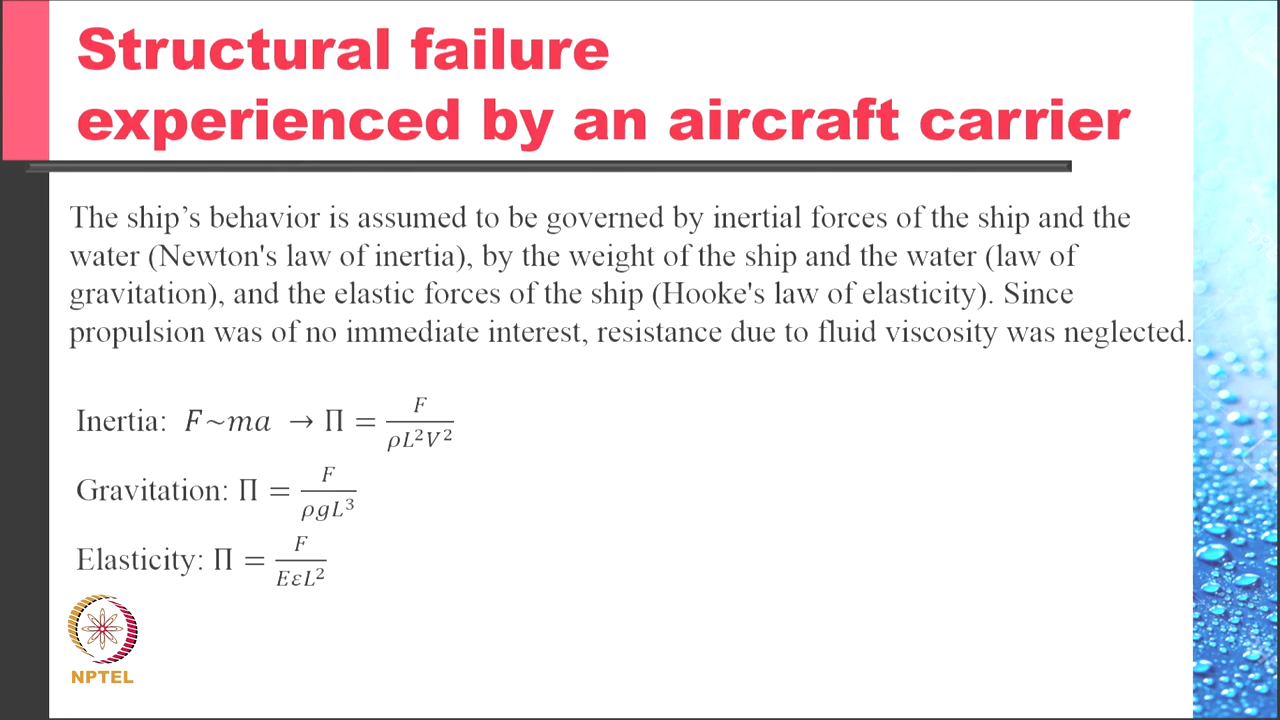 Structural failure
experienced by an aircraft carrier
The ship’s behavior is assumed to be governed by inertial forces of the ship and the
water (Newton's law of inertia), by the weight of the ship and the water (law of
gravitation), and the elastic forces of the ship (Hooke's law of elasticity). Since
propulsion was of no immediate interest, resistance due to fluid viscosity was neglected.
Inertia: F~ma → Π = F/ρL²V²
Gravitation: Π = F/ρgL³
Elasticity: Π = F/EεL²
NPTEL